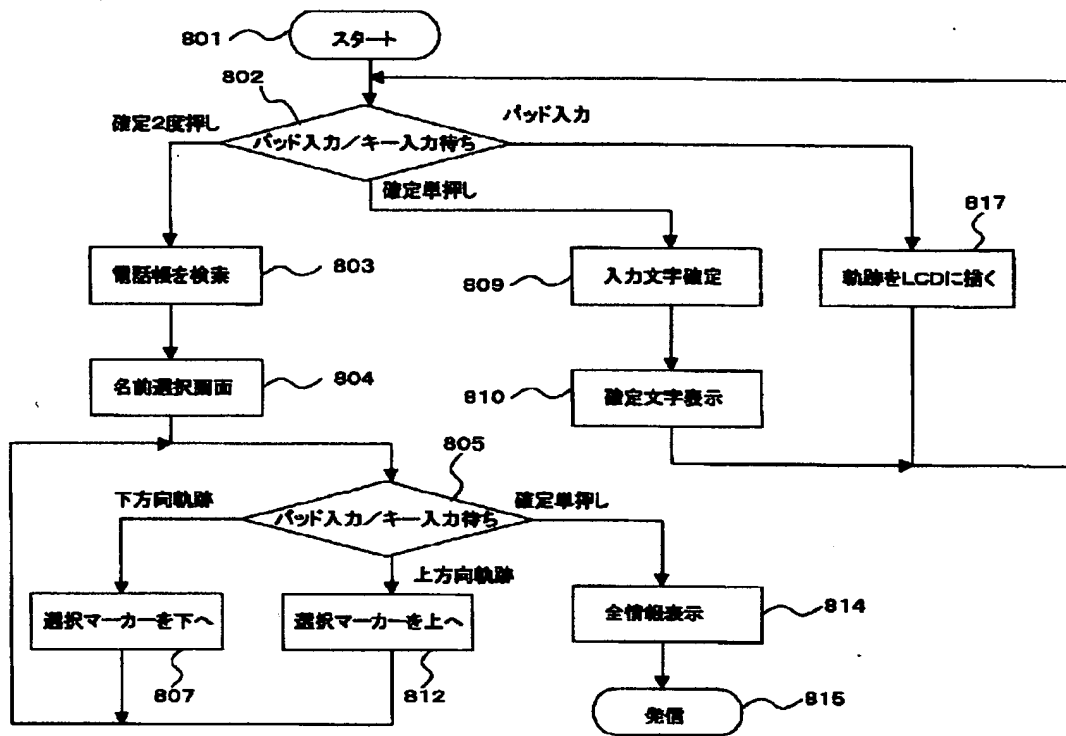 801
スタート
802
確定2度押し
パッド入力
パッド入力／キー入力待ち
確定単押し
817
電話帳を検索
803
809
入力文字確定
軌跡をLCDに描く
名前選択画面
804
810
確定文字表示
805
下方向軌跡
確定単押し
パッド入力／キー入力待ち
上方向軌跡
選択マーカーを下へ
選択マーカーを上へ
全情報表示
814
807
812
発信
815